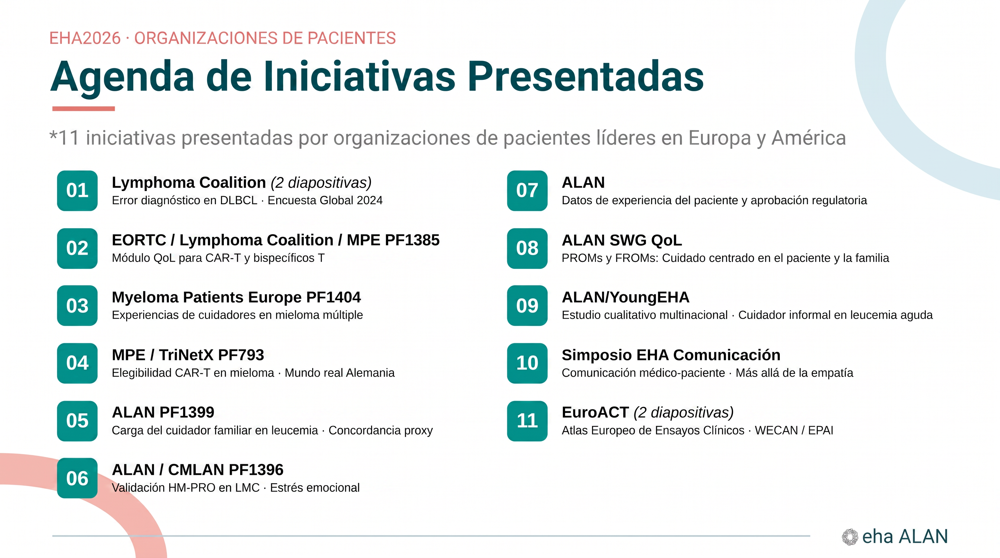 EHA2026 · ORGANIZACIONES DE PACIENTES
Agenda de Iniciativas Presentadas
*11 iniciativas presentadas por organizaciones de pacientes líderes en Europa y América
01
Lymphoma Coalition (2 diapositivas)
Error diagnóstico en DLBCL · Encuesta Global 2024
02
EORTC / Lymphoma Coalition / MPE PF1385
Módulo QoL para CAR-T y bispecíficos T
03
Myeloma Patients Europe PF1404
Experiencias de cuidadores en mieloma múltiple
04
MPE / TriNetX PF793
Elegibilidad CAR-T en mieloma · Mundo real Alemania
05
ALAN PF1399
Carga del cuidador familiar en leucemia · Concordancia proxy
06
ALAN / CMLAN PF1396
Validación HM-PRO en LMC · Estrés emocional
07
ALAN
Datos de experiencia del paciente y aprobación regulatoria
08
ALAN SWG QoL
PROMs y FROMs: Cuidado centrado en el paciente y la familia
09
ALAN/YoungEHA
Estudio cualitativo multinacional · Cuidador informal en leucemia aguda
10
Simposio EHA Comunicación
Comunicación médico-paciente · Más allá de la empatía
11
EuroACT (2 diapositivas)
Atlas Europeo de Ensayos Clínicos · WECAN / EPAI
eha ALAN